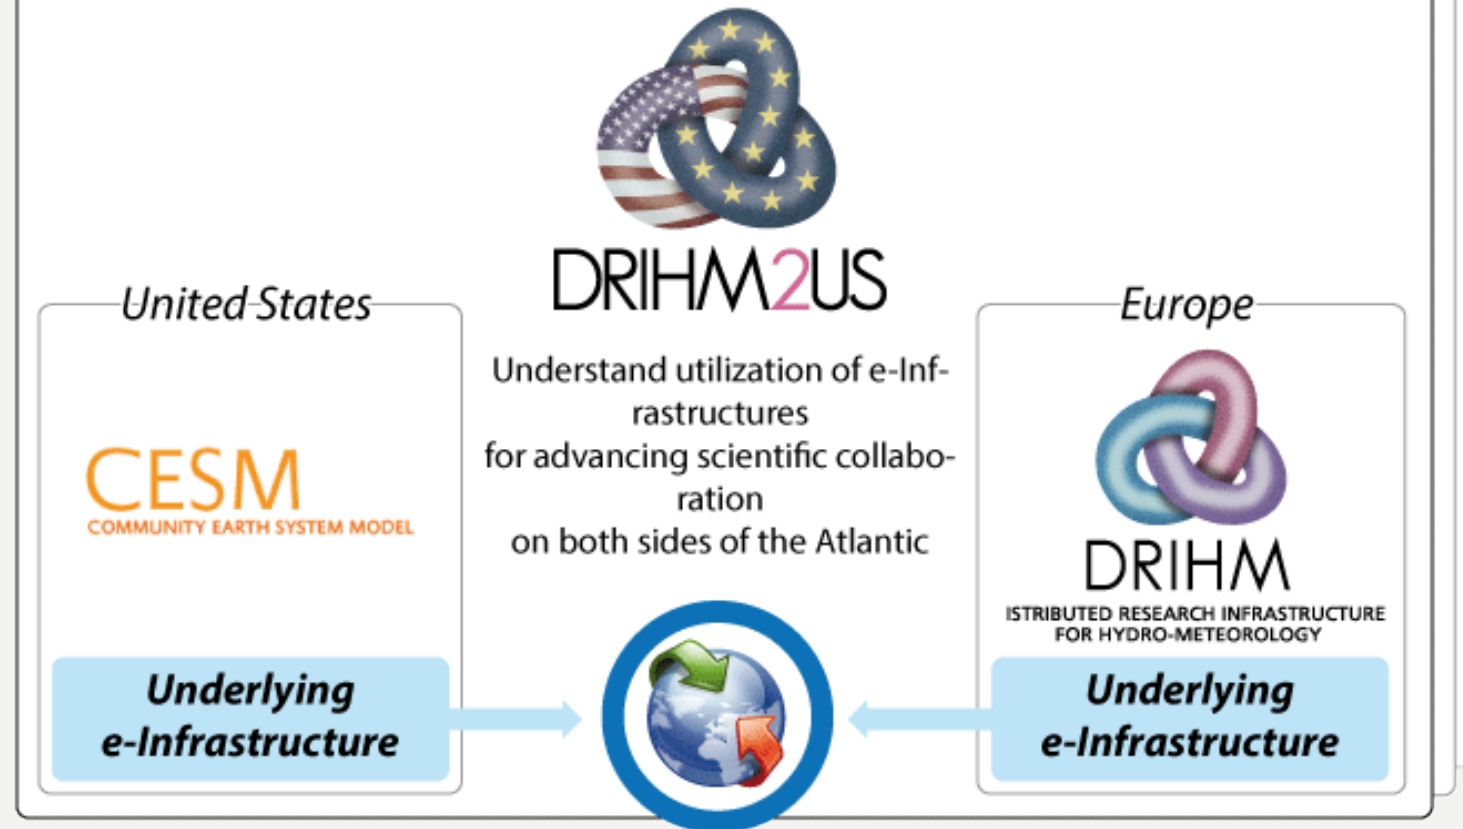 DRIHM2US
United States
Europe
Understand utilization of e-Inf-
rastructures
for advancing scientific collabo-
ration
on both sides of the Atlantic
CESM
COMMUNITY EARTH SYSTEM MODEL
DRIHM
ISTRIBUTED RESEARCH INFRASTRUCTURE
FOR HYDRO-METEOROLOGY
Underlying
e-Infrastructure
Underlying
e-Infrastructure